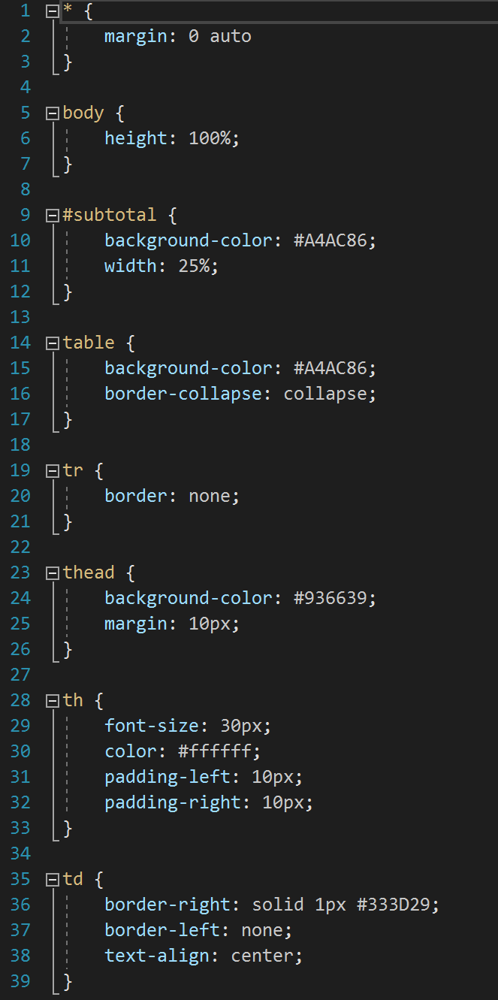 1 * {
2 margin: 0 auto
3 }
4
5 body {
6 height: 100%;
7 }
8
9 #subtotal {
10 background-color: #A4AC86;
11 width: 25%;
12 }
13
14 table {
15 background-color: #A4AC86;
16 border-collapse: collapse;
17 }
18
19 tr {
20 border: none;
21 }
22
23 thead {
24 background-color: #936639;
25 margin: 10px;
26 }
27
28 th {
29 font-size: 30px;
30 color: #ffffff;
31 padding-left: 10px;
32 padding-right: 10px;
33 }
34
35 td {
36 border-right: solid 1px #333D29;
37 border-left: none;
38 text-align: center;
39 }